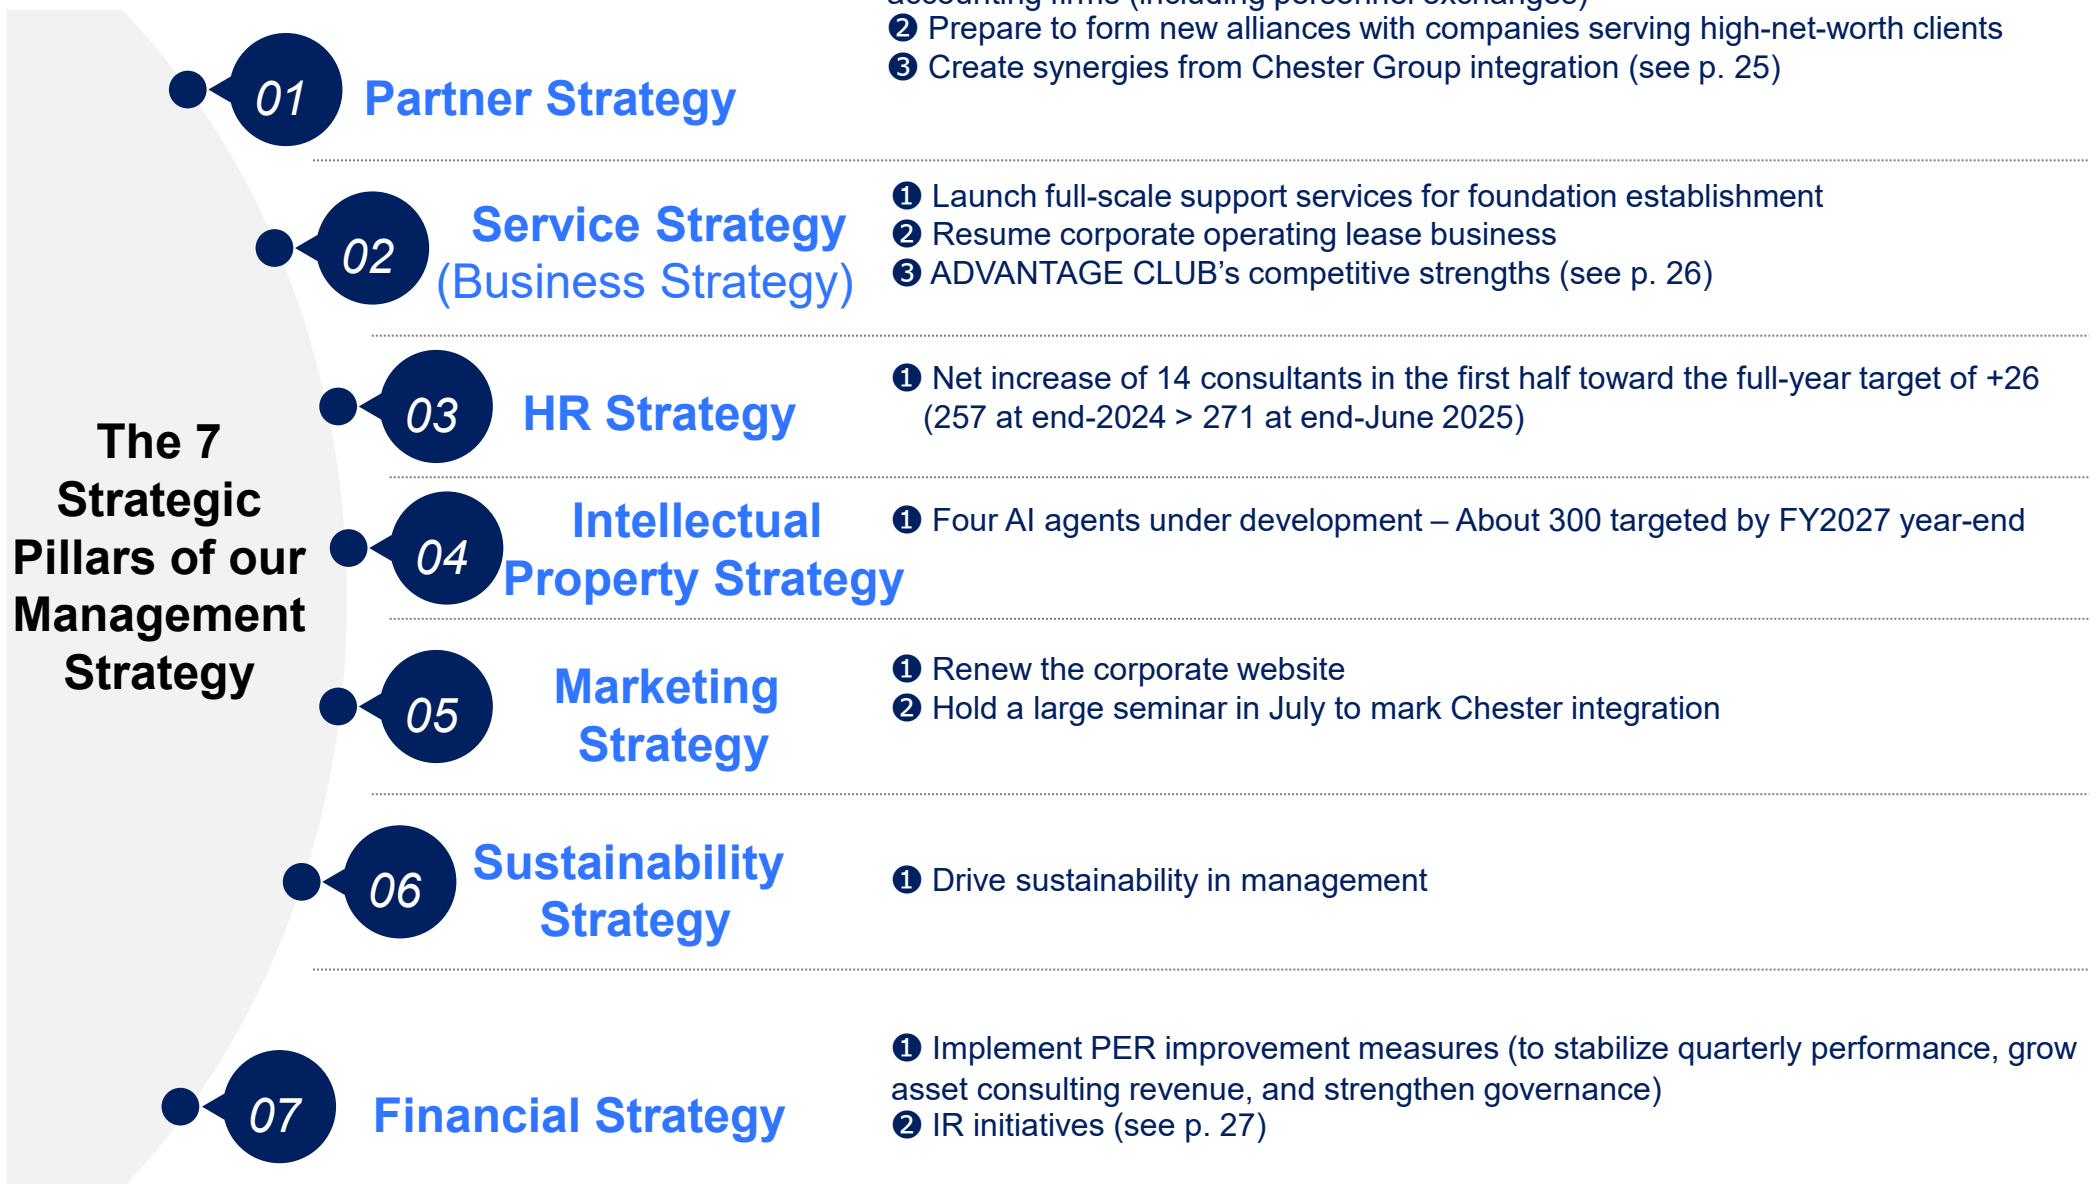 accounting firms (including personnel exchanges)
❷ Prepare to form new alliances with companies serving high-net-worth clients
❸ Create synergies from Chester Group integration (see p. 25)
01
Partner Strategy
❶ Launch full-scale support services for foundation establishment
❷ Resume corporate operating lease business
❸ ADVANTAGE CLUB’s competitive strengths (see p. 26)
02
Service Strategy
(Business Strategy)
❶ Net increase of 14 consultants in the first half toward the full-year target of +26
(257 at end-2024 > 271 at end-June 2025)
03
HR Strategy
The 7
Strategic
Pillars of our
Management
Strategy
❶ Four AI agents under development – About 300 targeted by FY2027 year-end
04
Intellectual
Property Strategy
❶ Renew the corporate website
❷ Hold a large seminar in July to mark Chester integration
05
Marketing
Strategy
06
Sustainability
Strategy
❶ Drive sustainability in management
❶ Implement PER improvement measures (to stabilize quarterly performance, grow
asset consulting revenue, and strengthen governance)
❷ IR initiatives (see p. 27)
07
Financial Strategy